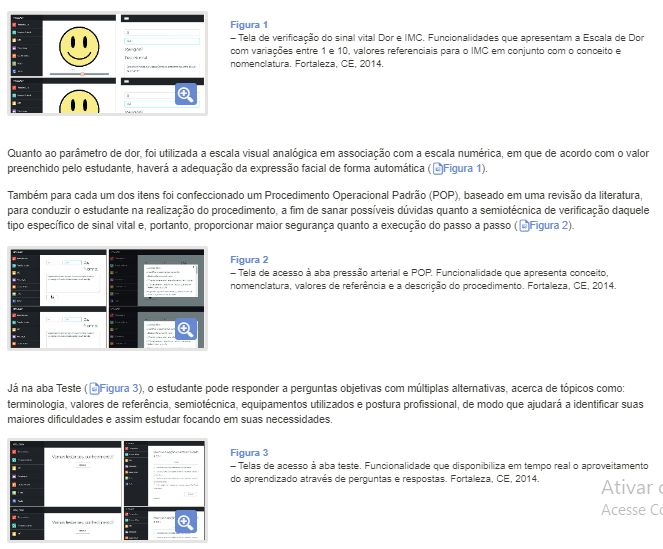 Figura 1
– Tela de verificação do sinal vital Dor e IMC. Funcionalidades que apresentam a Escala de Dor
com variações entre 1 e 10, valores referenciais para o IMC em conjunto com o conceito e
nomenclatura. Fortaleza, CE, 2014.
Quanto ao parâmetro de dor, foi utilizada a escala visual analógica em associação com a escala numérica, em que de acordo com o valor
preenchido pelo estudante, haverá a adequação da expressão facial de forma automática (Figura 1).
Também para cada um dos itens foi confeccionado um Procedimento Operacional Padrão (POP), baseado em uma revisão da literatura,
para conduzir o estudante na realização do procedimento, a fim de sanar possíveis dúvidas quanto a semiotécnica de verificação daquele
tipo específico de sinal vital e, portanto, proporcionar maior segurança quanto a execução do passo a passo (Figura 2).
Figura 2
– Tela de acesso à aba pressão arterial e POP. Funcionalidade que apresenta conceito,
nomenclatura, valores de referência e a descrição do procedimento. Fortaleza, CE, 2014.
Já na aba Teste (Figura 3), o estudante pode responder a perguntas objetivas com múltiplas alternativas, acerca de tópicos como:
terminologia, valores de referência, semiotécnica, equipamentos utilizados e postura profissional, de modo que ajudará a identificar suas
maiores dificuldades e assim estudar focando em suas necessidades.
Figura 3
– Telas de acesso à aba teste. Funcionalidade que disponibiliza em tempo real o aproveitamento
do aprendizado através de perguntas e respostas. Fortaleza, CE, 2014.
Ativar
Acesse